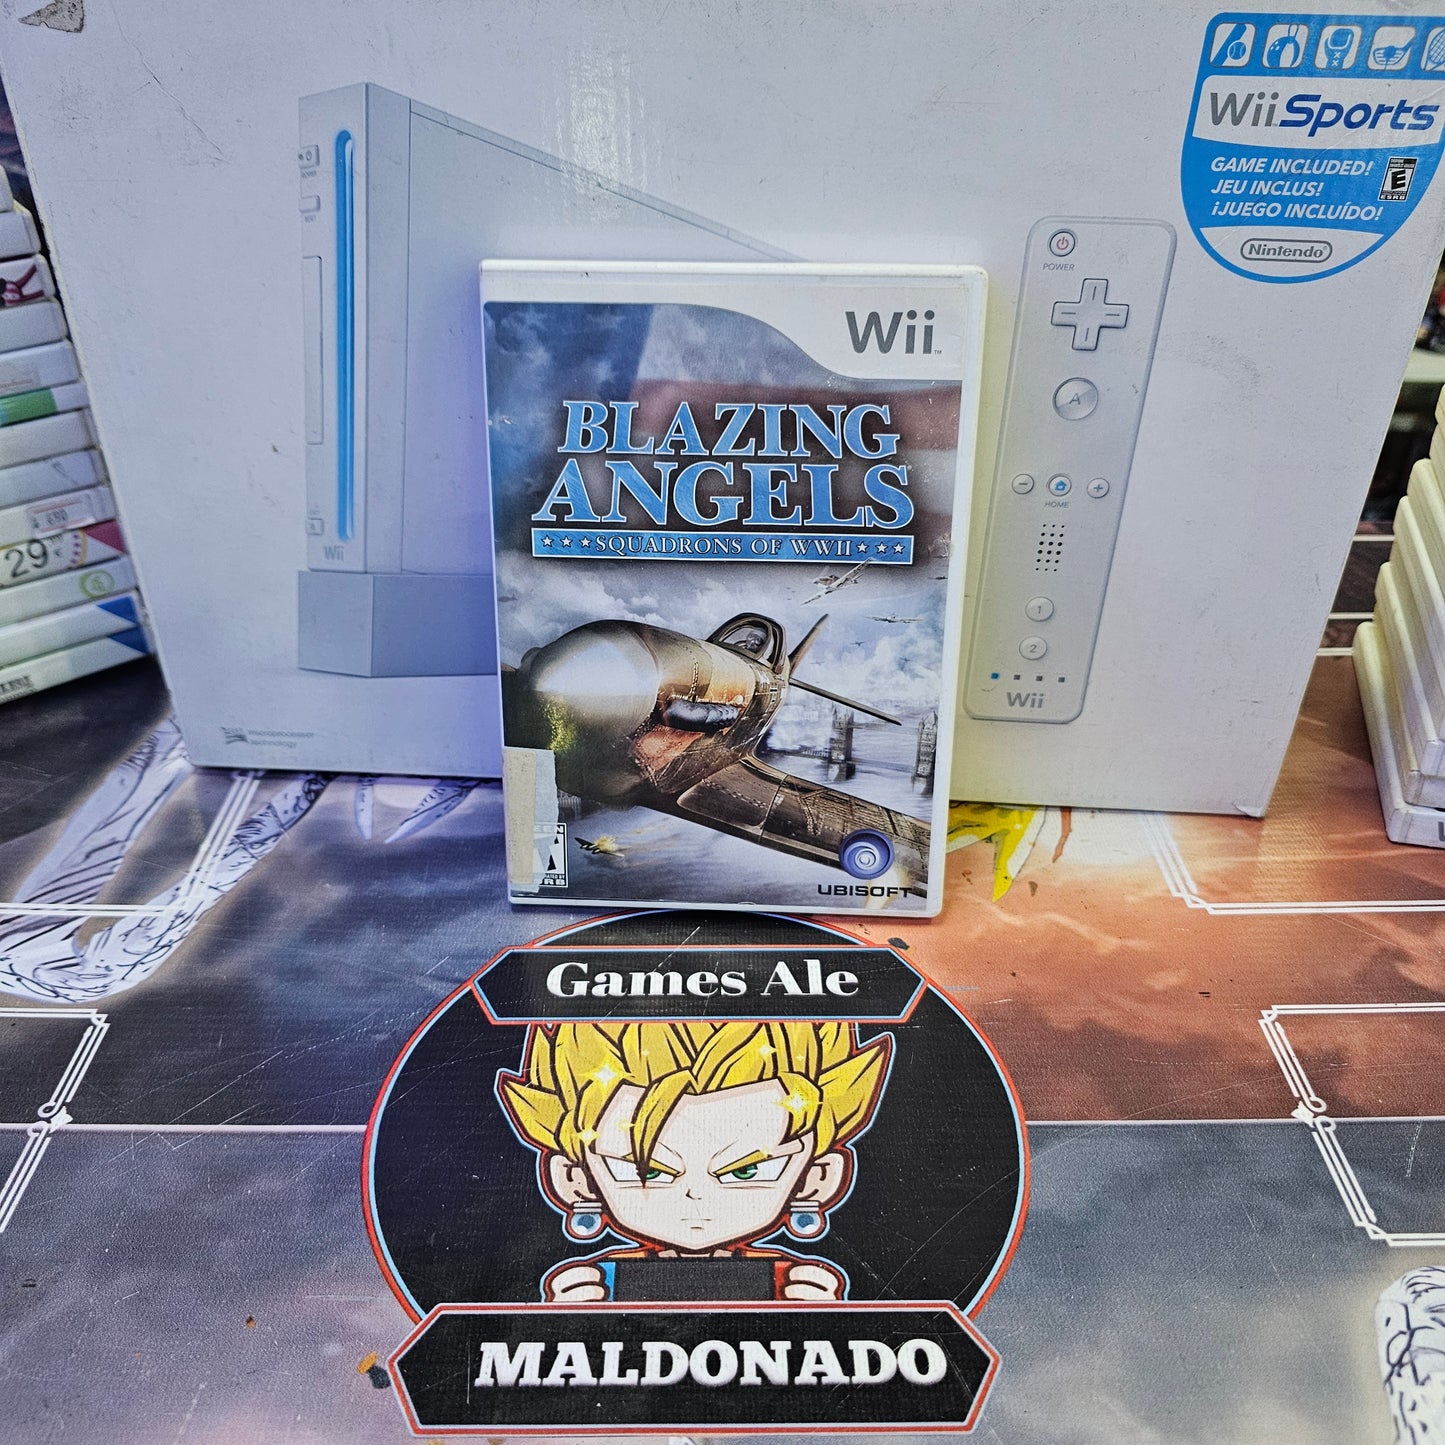 Wii Sports
GAME INCLUDED!
JEU INCLUS!
¡JUEGO INCLUÍDO!
E
ESRB
Nintendo
POWER
A
HOME
1
2
Wii
Wii
Wii
BLAZING
ANGELS
SQUADRONS OF WWII
UBISOFT
29
Games Ale
MALDONADO